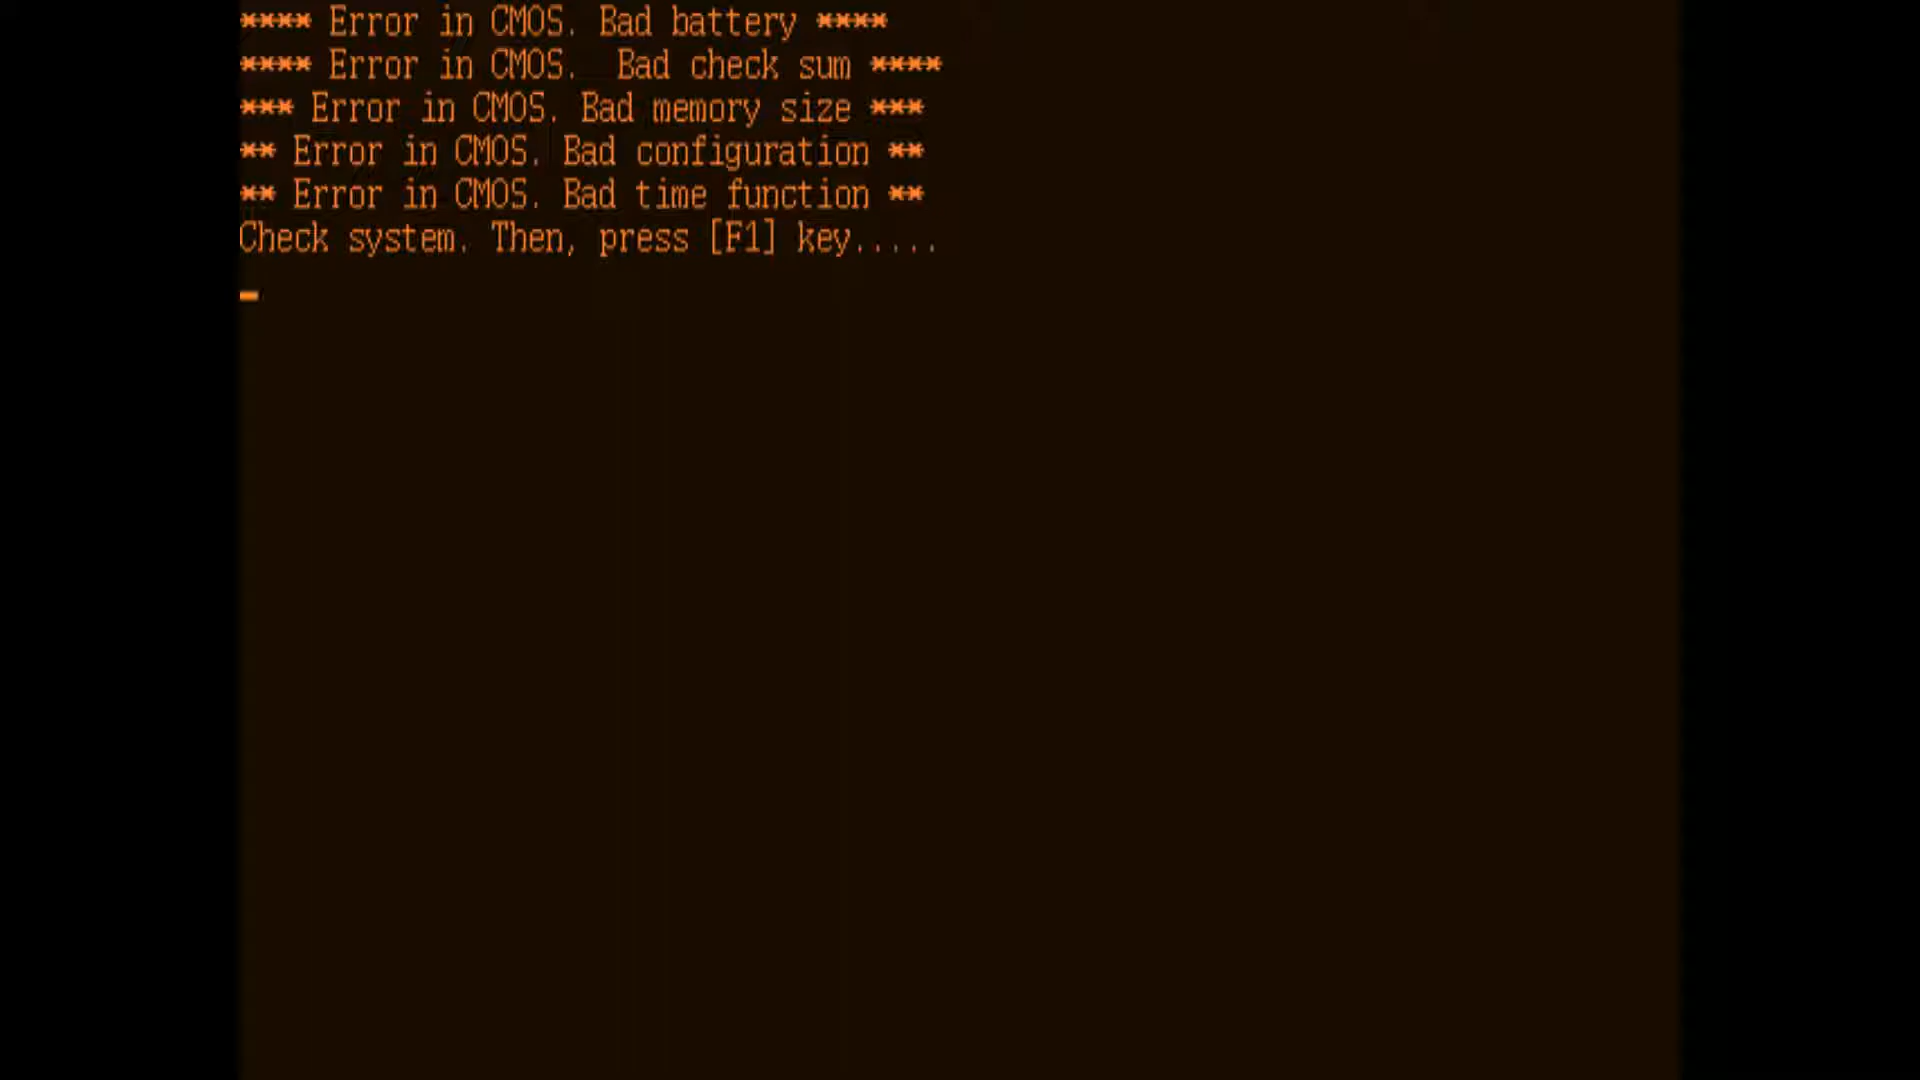 **** Error in CMOS. Bad battery ****
**** Error in CMOS.  Bad check sum ****
*** Error in CMOS. Bad memory size ***
** Error in CMOS. Bad configuration **
** Error in CMOS. Bad time function **
Check system. Then, press [F1] key.....